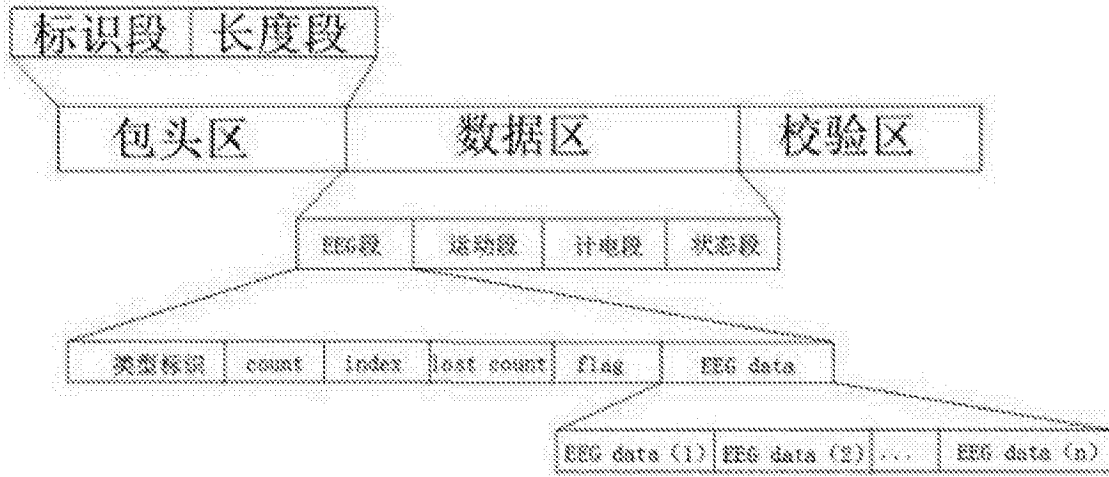 标识段 长度段
包头区 数据区 校验区
EEG段 运动段 计电段 状态段
类型标识 count index lost count flag EEG data
EEG data (1) EEG data (2) ... EEG data (n)